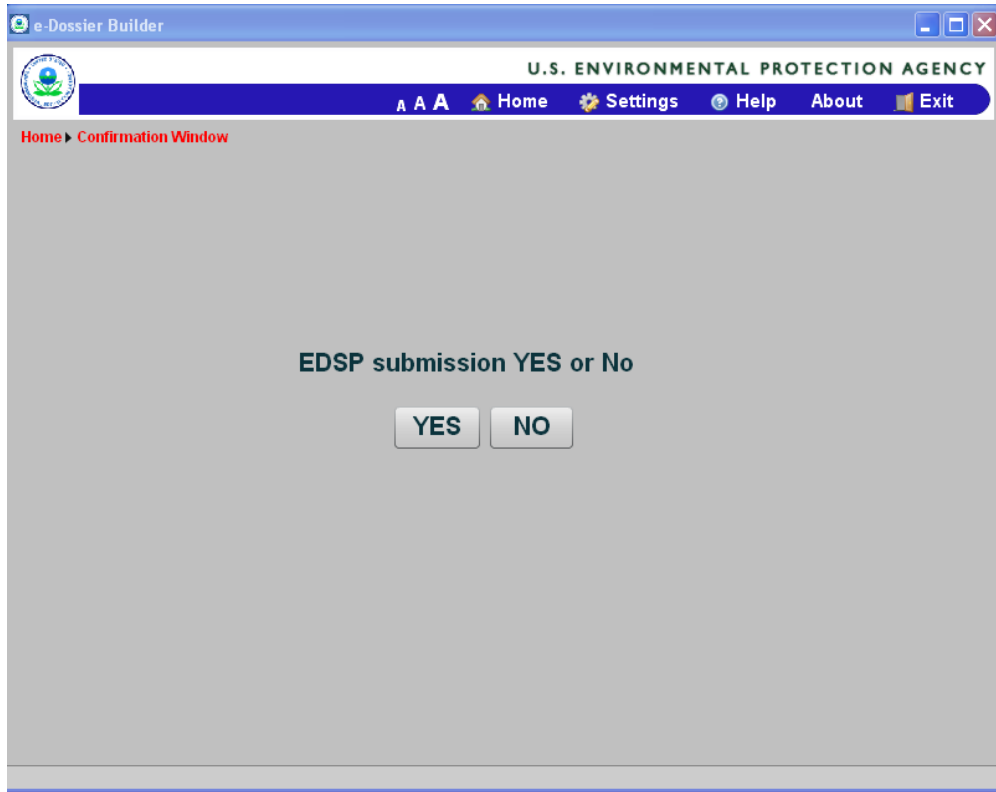 e-Dossier Builder
U.S. ENVIRONMENTAL PROTECTION AGENCY
A A A Home Settings Help About Exit
Home Confirmation Window
EDSP submission YES or No
YES NO